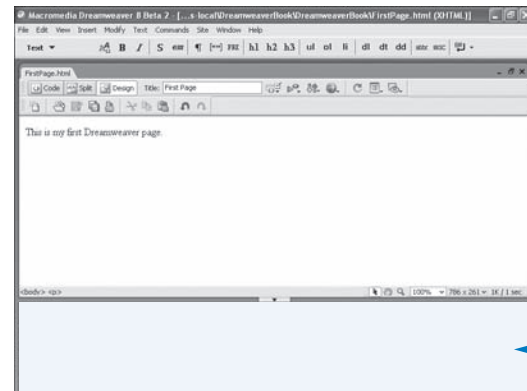 Macromedia Dreamweaver 8 Beta 2 - [...s local\DreamweaverBook\DreamweaverBook\FirstPage.html (XHTML)]
File Edit View Insert Modify Text Commands Site Window Help
Text B I S em ¶ [""] PRE h1 h2 h3 ul ol li dl dt dd
FirstPage.html
Code Split Design Title: First Page
This is my first Dreamweaver page.
<body> <p> 100% 786 x 261 1K / 1 sec